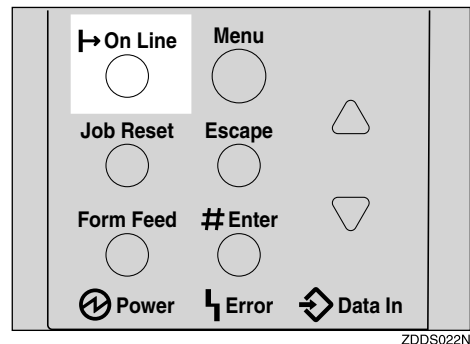 On Line Menu
Job Reset Escape
Form Feed # Enter
Power Error Data In
ZDDS022N